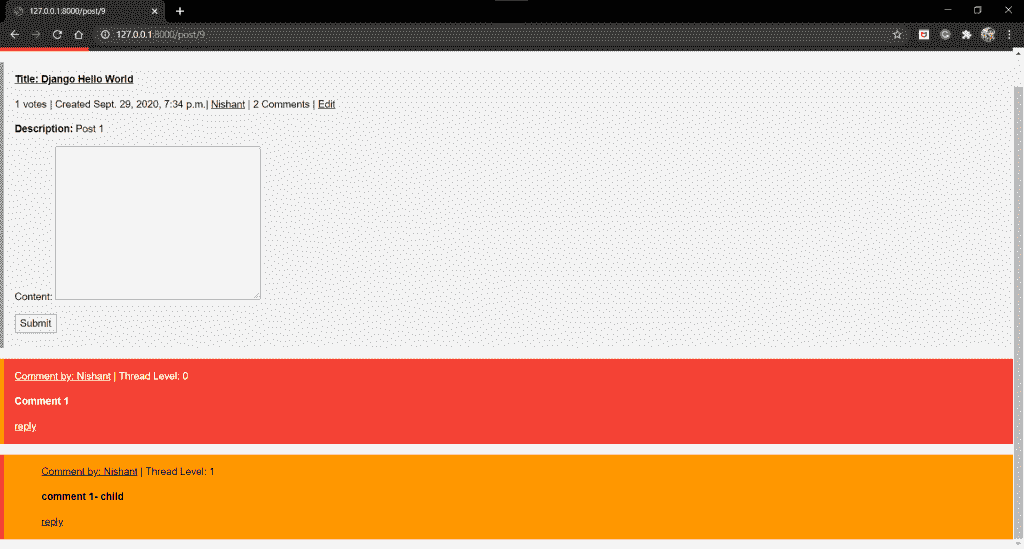 127.0.0.1:8000/post/9
127.0.0.1:8000/post/9
Title: Django Hello World
1 votes | Created Sept. 29, 2020, 7:34 p.m.| Nishant | 2 Comments | Edit
Description: Post 1
Content:
Submit
Comment by: Nishant | Thread Level: 0
Comment 1
reply
Comment by: Nishant | Thread Level: 1
comment 1- child
reply